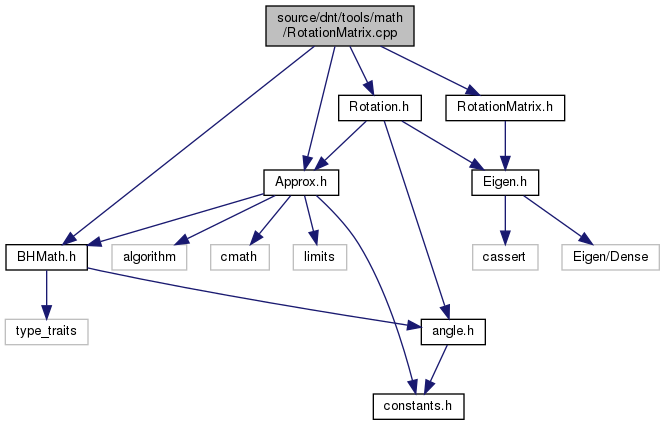 source/dnt/tools/math
/RotationMatrix.cpp
Rotation.h
RotationMatrix.h
Approx.h
Eigen.h
BHMath.h
algorithm
cmath
limits
cassert
Eigen/Dense
type_traits
angle.h
constants.h